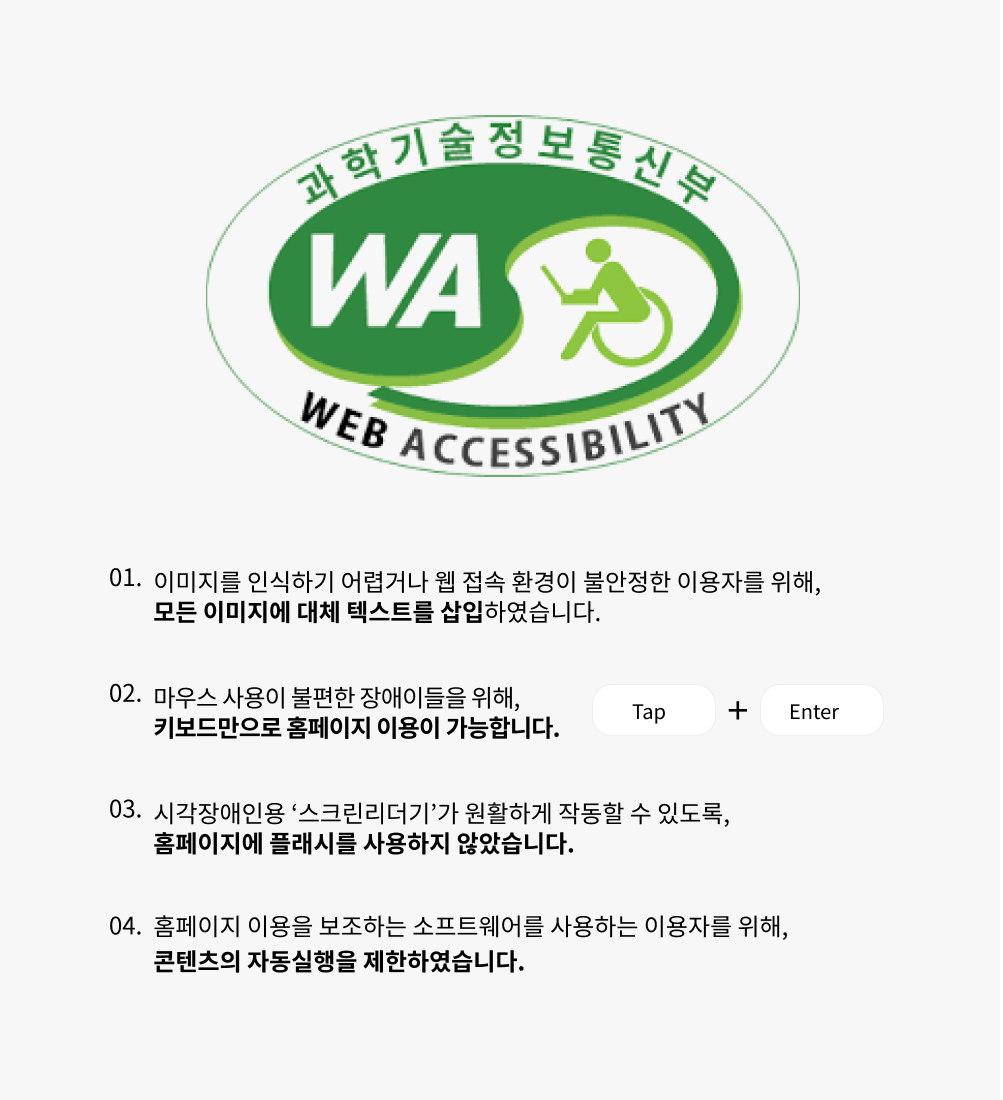 과학기술정보통신부
WA
WEB ACCESSIBILITY
01. 이미지를 인식하기 어렵거나 웹 접속 환경이 불안정한 이용자를 위해,
모든 이미지에 대체 텍스트를 삽입하였습니다.
02. 마우스 사용이 불편한 장애이들을 위해,
키보드만으로 홈페이지 이용이 가능합니다.
Tap + Enter
03. 시각장애인용 ‘스크린리더기’가 원활하게 작동할 수 있도록,
홈페이지에 플래시를 사용하지 않았습니다.
04. 홈페이지 이용을 보조하는 소프트웨어를 사용하는 이용자를 위해,
콘텐츠의 자동실행을 제한하였습니다.